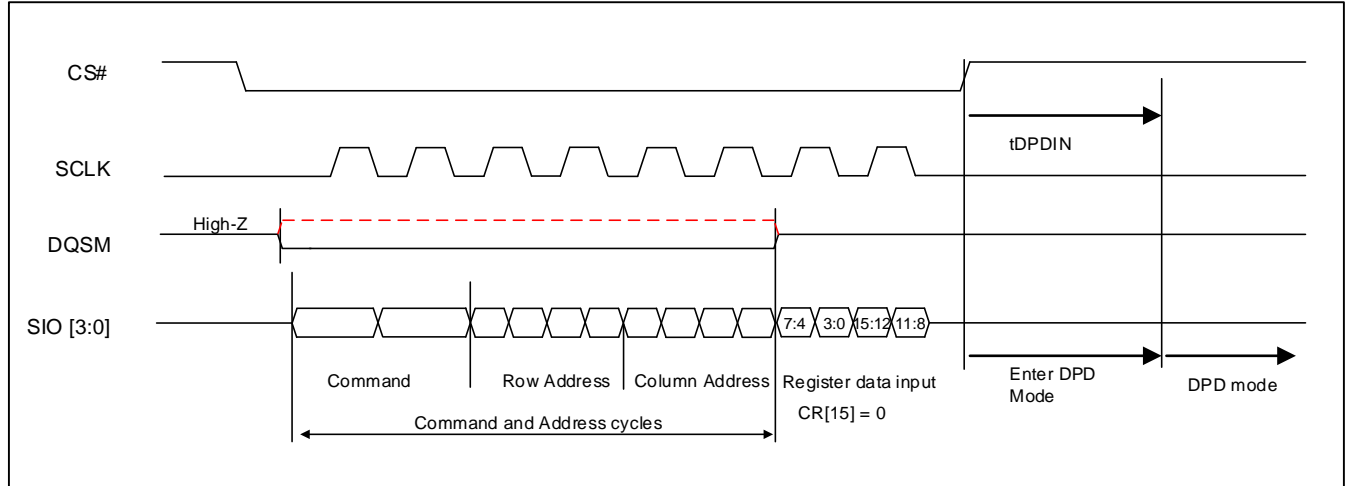 CS#
tDPDIN
SCLK
High-Z
DQSM
SIO [3:0]
7:4 3:0 15:12 11:8
Command Row Address Column Address Register data input
CR[15] = 0
Command and Address cycles
Enter DPD
Mode
DPD mode